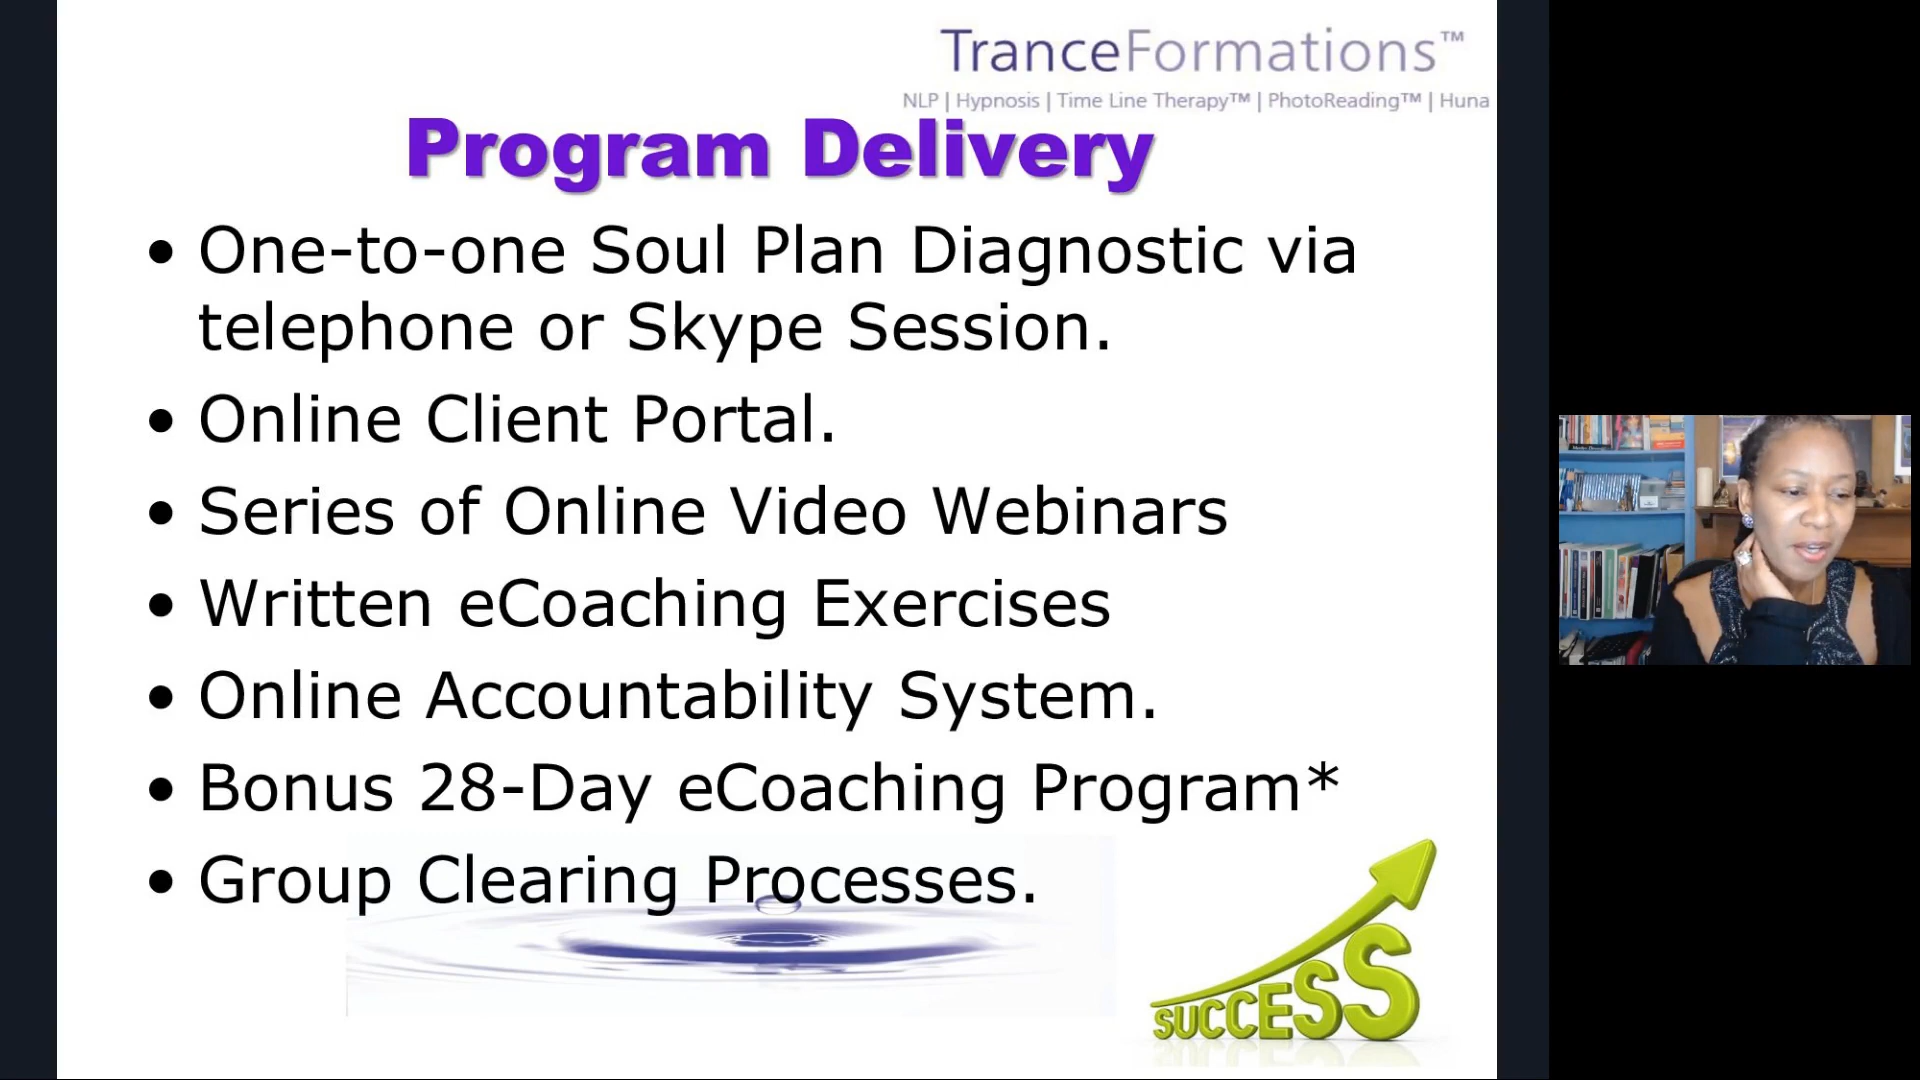 TranceFormations™
NLP | Hypnosis | Time Line Therapy™ | PhotoReading™ | Huna
Program Delivery
• One-to-one Soul Plan Diagnostic via
telephone or Skype Session.
• Online Client Portal.
• Series of Online Video Webinars
• Written eCoaching Exercises
• Online Accountability System.
• Bonus 28-Day eCoaching Program*
• Group Clearing Processes.
SUCCESS